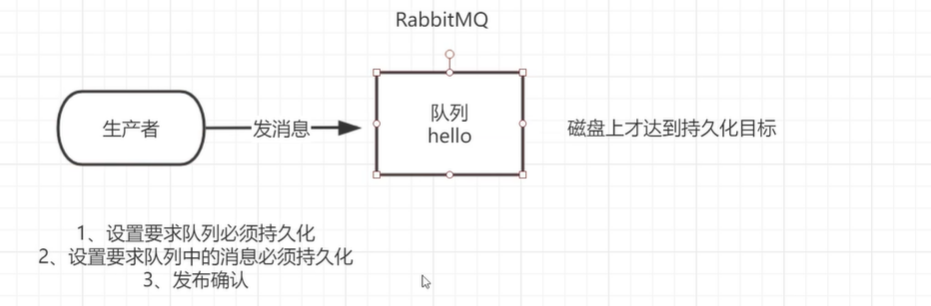 RabbitMQ
生产者
发消息
队列
hello
磁盘上才达到持久化目标
1、设置要求队列必须持久化
2、设置要求队列中的消息必须持久化
3、发布确认